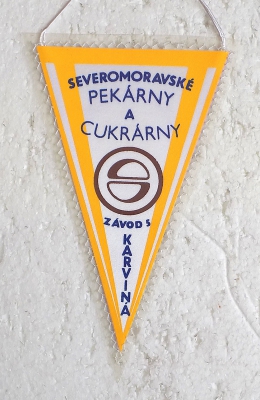 SEVEROMORAVSKÉ
PEKÁRNY
A
CUKRÁRNY
ZÁVOD 5
KARVINÁ